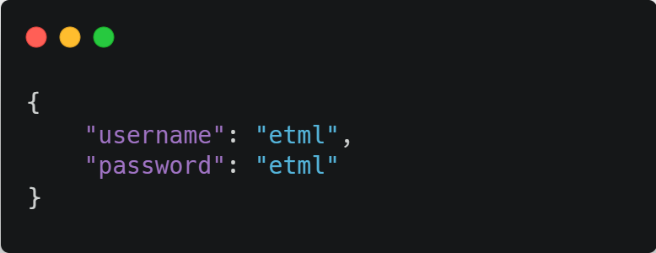 {
    "username": "etml",
    "password": "etml"
}